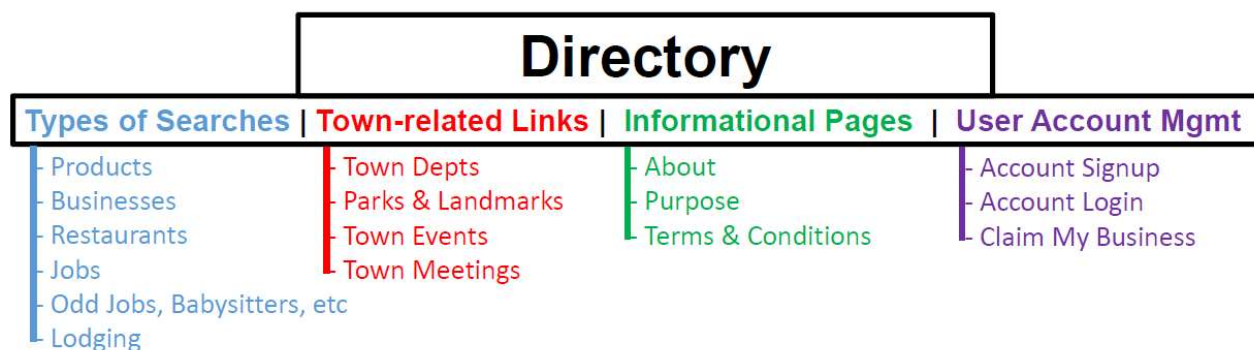 Directory
Types of Searches | Town-related Links | Informational Pages | User Account Mgmt
- Products
- Businesses
- Restaurants
- Jobs
- Odd Jobs, Babysitters, etc
- Lodging
- Town Depts
- Parks & Landmarks
- Town Events
- Town Meetings
- About
- Purpose
- Terms & Conditions
- Account Signup
- Account Login
- Claim My Business